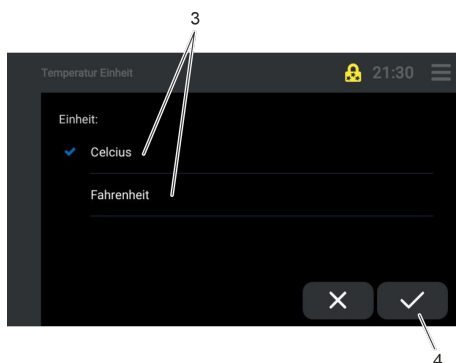 3
Temperatur Einheit 21:30
Einheit:
Celcius
Fahrenheit
4